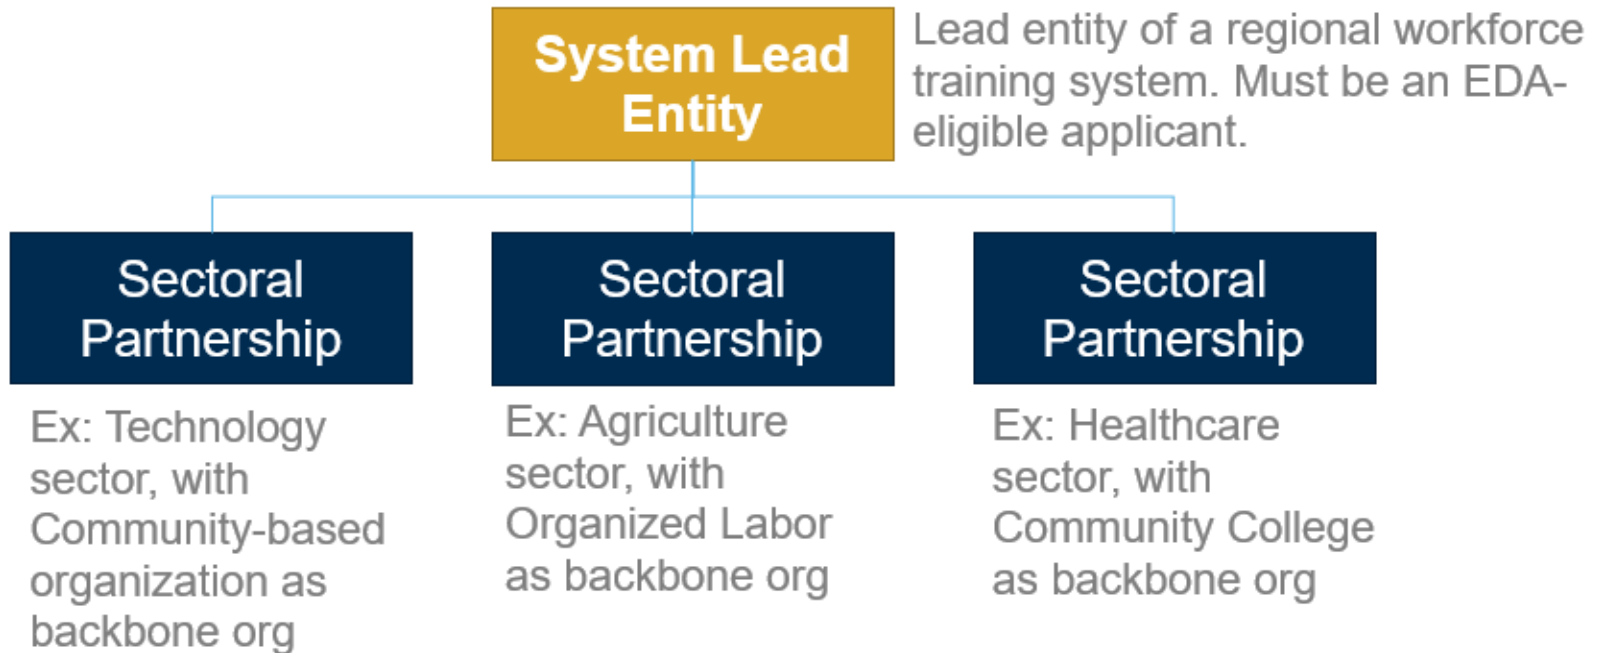 System Lead
Entity
Lead entity of a regional workforce
training system. Must be an EDA-
eligible applicant.
Sectoral
Partnership
Ex: Technology
sector, with
Community-based
organization as
backbone org
Sectoral
Partnership
Ex: Agriculture
sector, with
Organized Labor
as backbone org
Sectoral
Partnership
Ex: Healthcare
sector, with
Community College
as backbone org